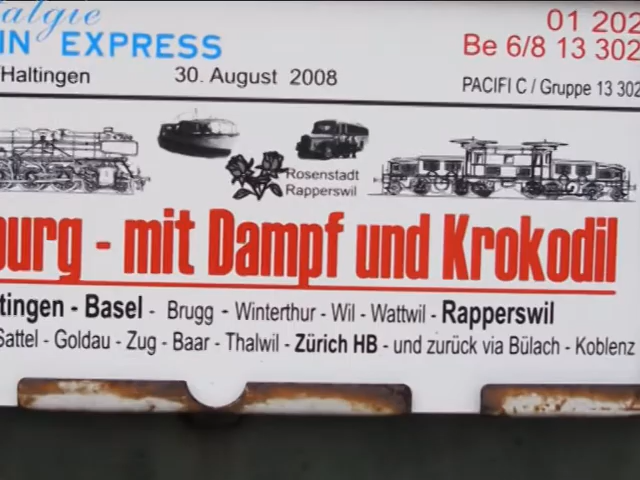 algie
IN EXPRESS
01 202
Be 6/8 13 302
/Haltingen
30. August 2008
PACIFIC / Gruppe 13 302
Rosenstadt
Rapperswil
burg - mit Dampf und Krokodil
tingen - Basel - Brugg - Winterthur - Wil - Wattwil - Rapperswil
Sattel - Goldau - Zug - Baar - Thalwil - Zürich HB - und zurück via Bülach - Koblenz